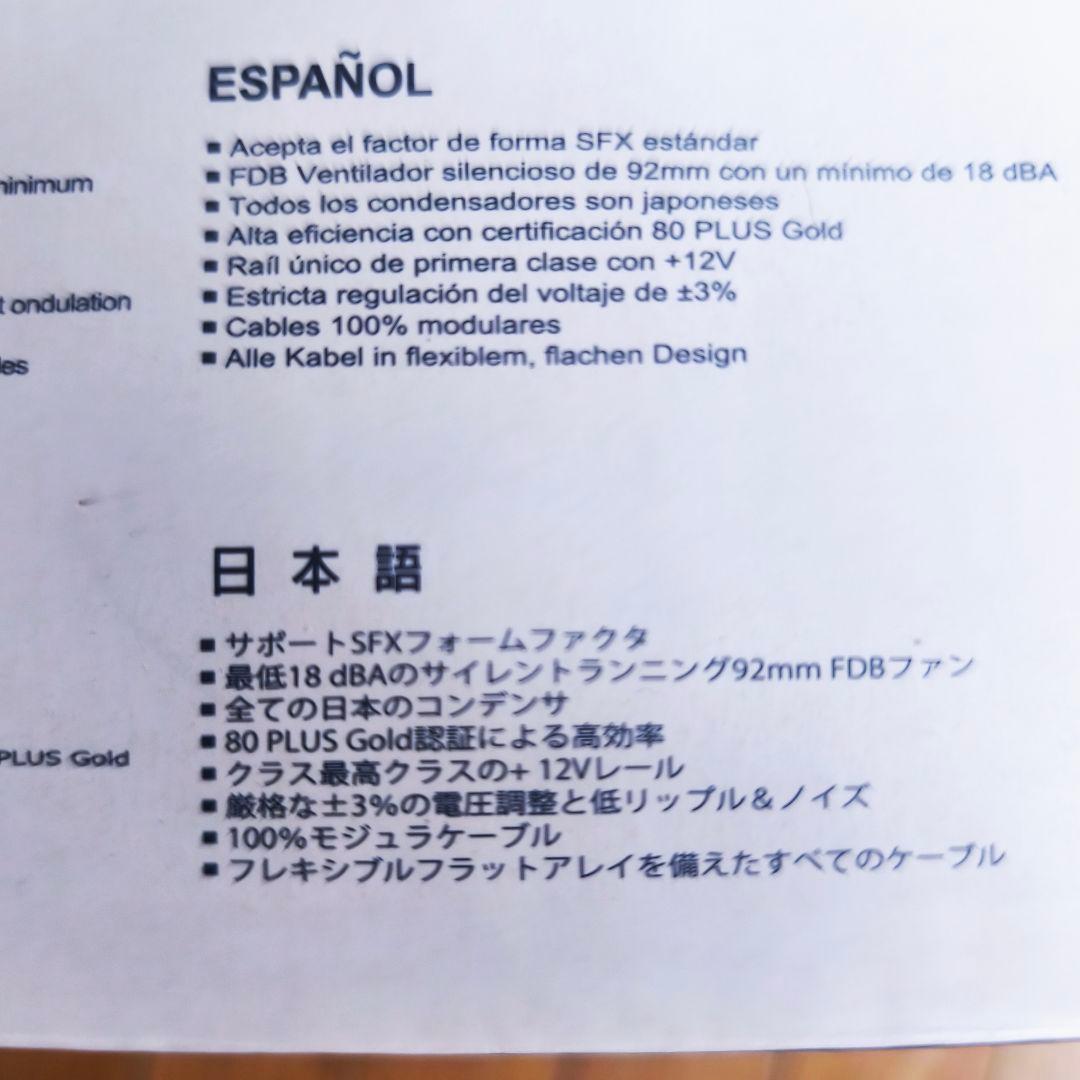 ESPAÑOL
■ Acepta el factor de forma SFX estándar
■ FDB Ventilador silencioso de 92mm con un mínimo de 18 dBA
■ Todos los condensadores son japoneses
■ Alta eficiencia con certificación 80 PLUS Gold
■ Raíl único de primera clase con +12V
■ Estricta regulación del voltaje de ±3%
■ Cables 100% modulares
■ Alle Kabel in flexiblem, flachen Design
ondulation
日本語
■ サポートSFXフォームファクタ
■ 最低18 dBAのサイレントランニング92mm FDBファン
■ 全ての日本のコンデンサ
■ 80 PLUS Gold認証による高効率
■ クラス最高クラスの+ 12Vレール
■ 厳格な±3%の電圧調整と低リップル＆ノイズ
■ 100%モジュラケーブル
■ フレキシブルフラットアレイを備えたすべてのケーブル
PLUS Gold